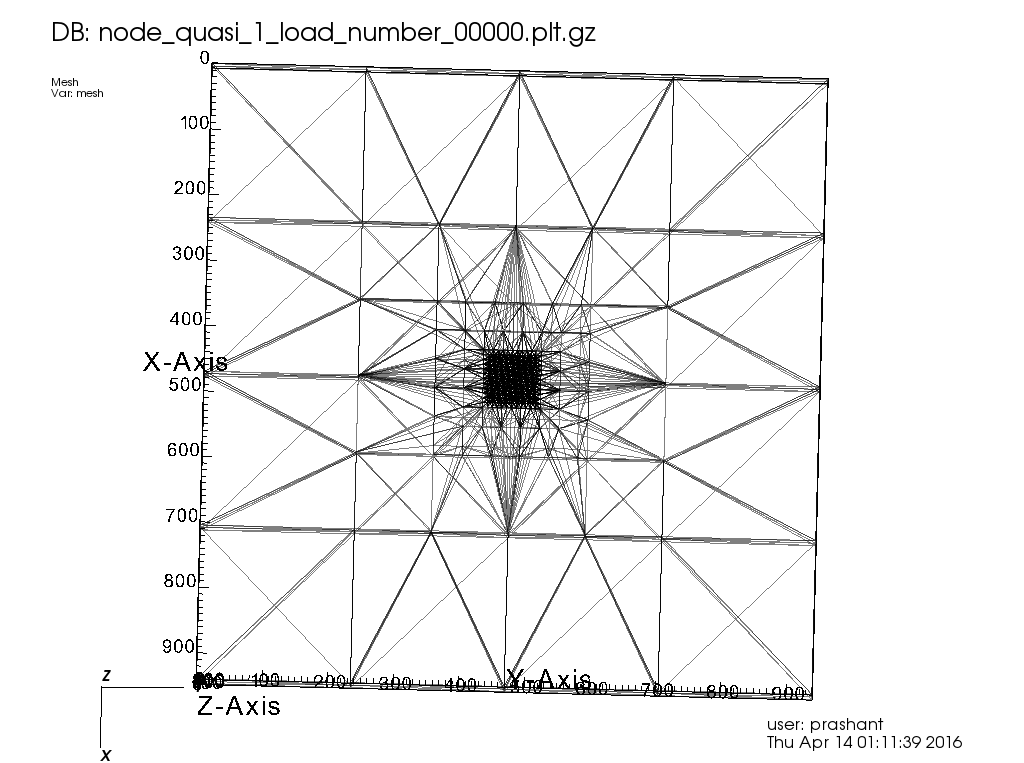 DB: node_quasi_1_load_number_00000.plt.gz
Mesh
Var: mesh
0
100
200
300
400
X-Axis
500
600
700
800
900
100
200
300
400
Y-Axis
500
600
700
800
900
Z-Axis
Z
X
user: prashant
Thu Apr 14 01:11:39 2016